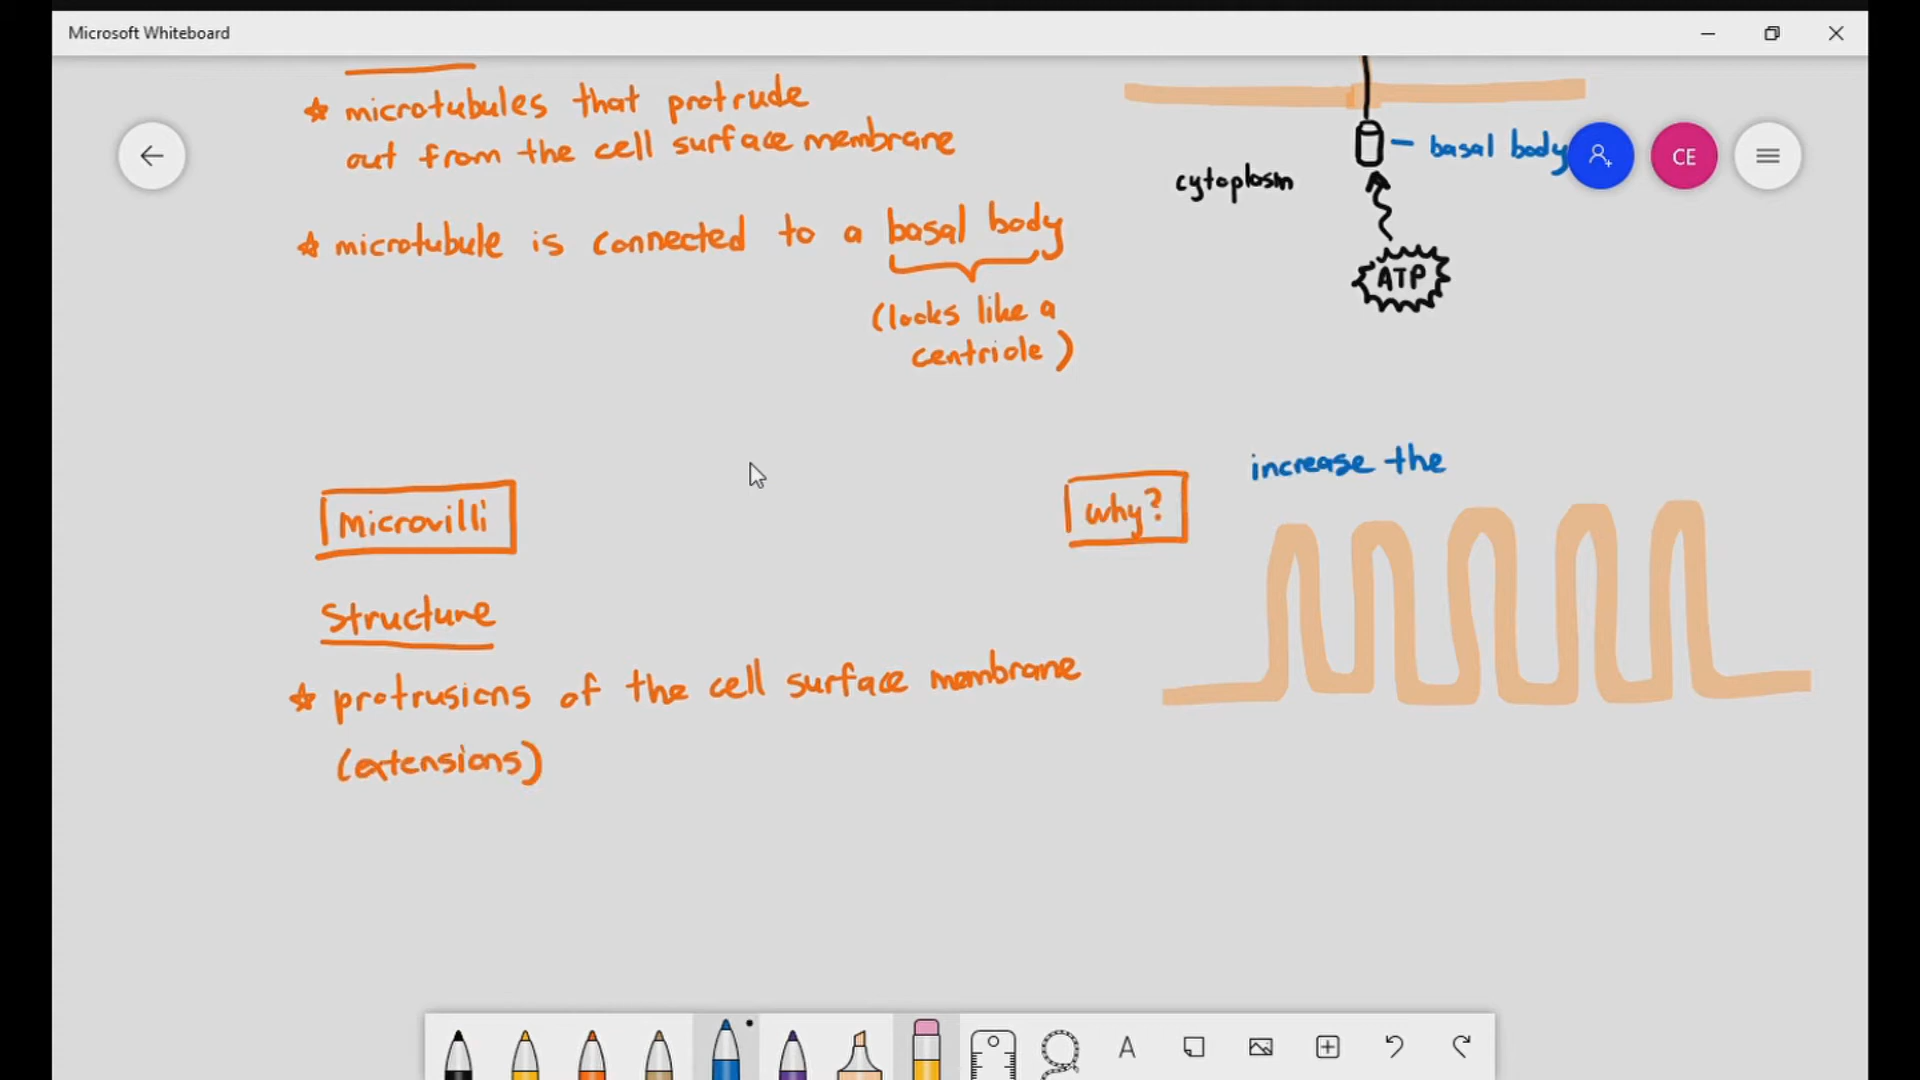 Microsoft Whiteboard
☆ microtubules that protrude
out from the cell surface membrane
basal body
CE
cytoplasm
☆ microtubule is connected to a basal body
ATP
(looks like a
centriole)
increase the
Microvilli
why?
Structure
☆ protrusions of the cell surface membrane
(extensions)
A